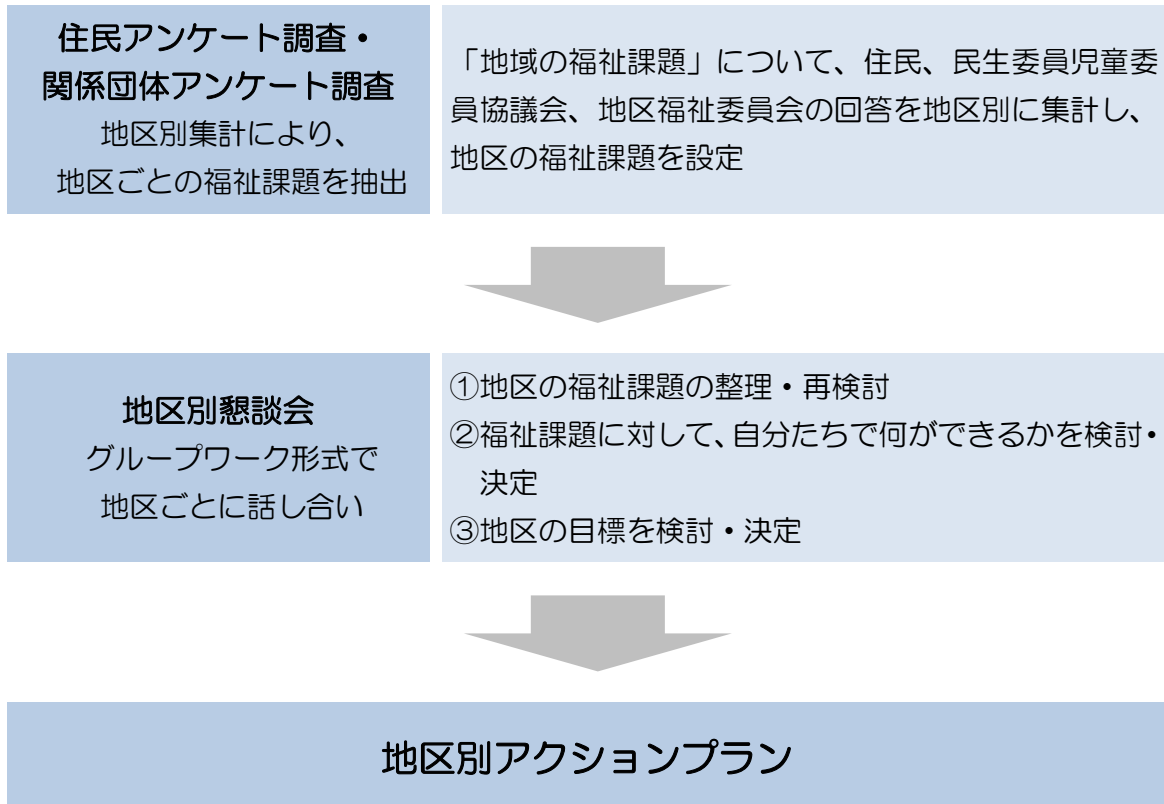 住民アンケート調査・
関係団体アンケート調査
地区別集計により、
地区ごとの福祉課題を抽出
「地域の福祉課題」について、住民、民生委員児童委
員協議会、地区福祉委員会の回答を地区別に集計し、
地区の福祉課題を設定
地区別懇談会
グループワーク形式で
地区ごとに話し合い
①地区の福祉課題の整理・再検討
②福祉課題に対して、自分たちで何ができるかを検討・
決定
③地区の目標を検討・決定
地区別アクションプラン